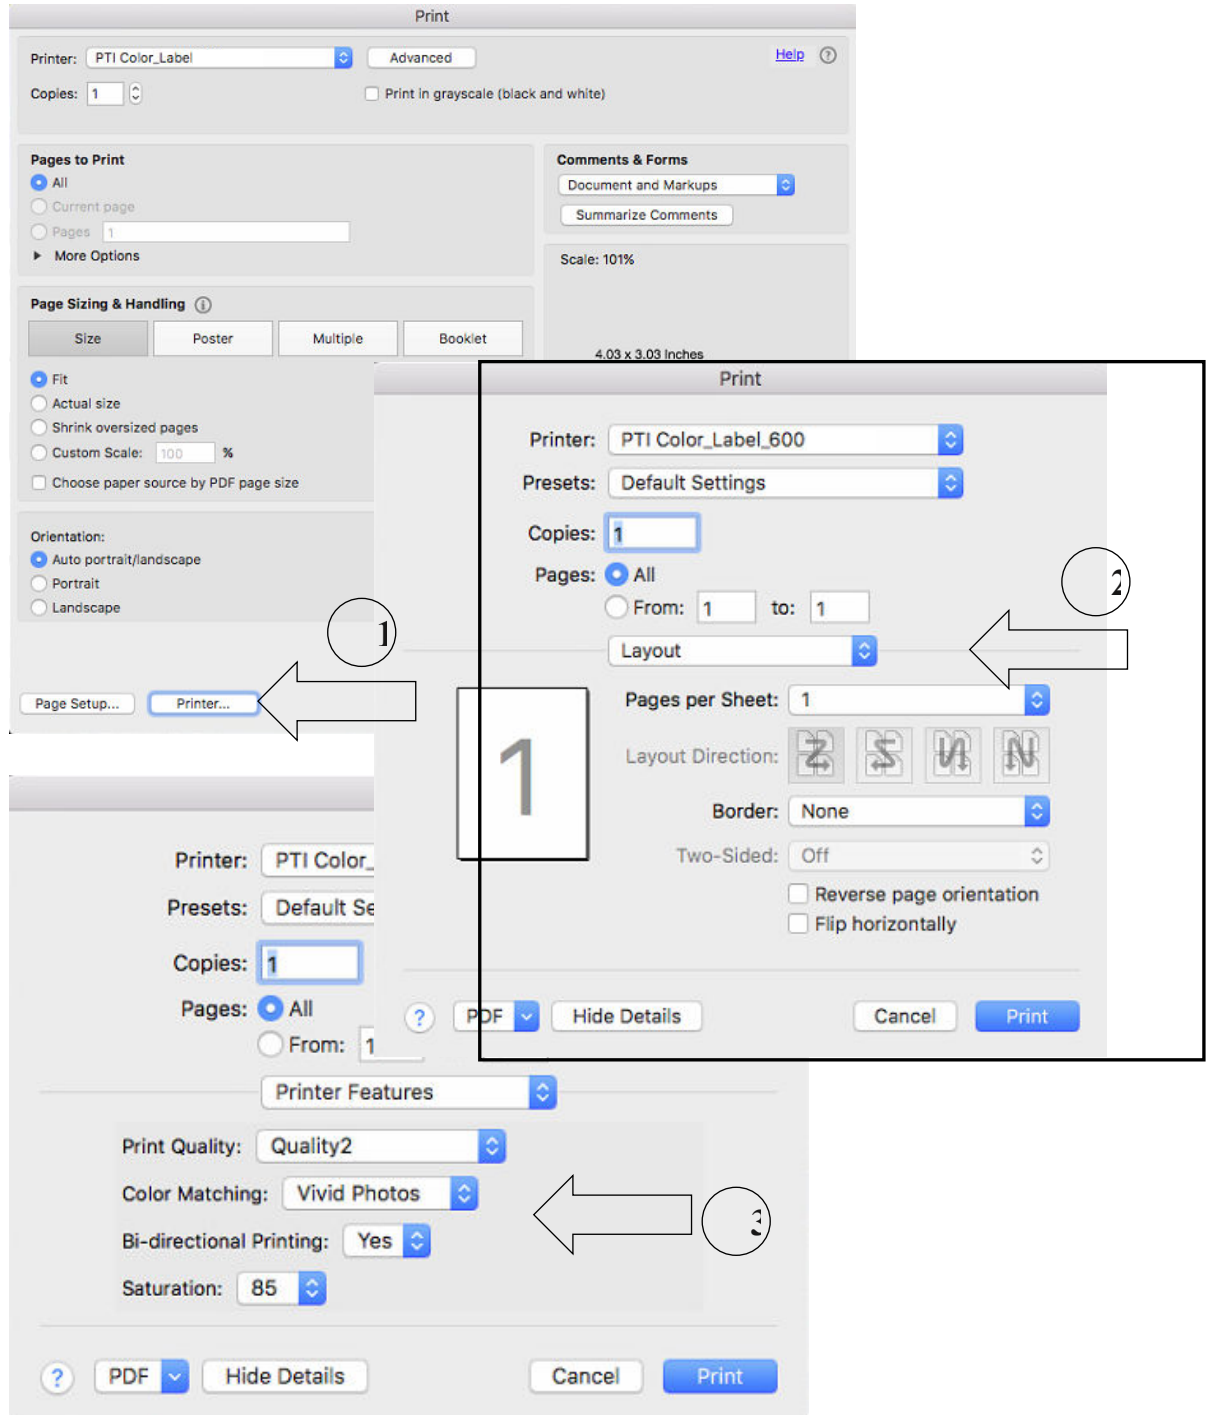 Print
Printer: PTI Color_Label Advanced Help ?
Copies: 1 Print in grayscale (black and white)
Pages to Print
All
Current page
Pages 1
More Options
Comments & Forms
Document and Markups
Summarize Comments
Scale: 101%
4.03 x 3.03 Inches
Page Sizing & Handling i
Size Poster Multiple Booklet
Fit
Actual size
Shrink oversized pages
Custom Scale: 100 %
Choose paper source by PDF page size
Orientation:
Auto portrait/landscape
Portrait
Landscape
1
Page Setup... Printer...
Print
Printer: PTI Color_Label_600
Presets: Default Settings
Copies: 1
Pages: All
From: 1 to: 1
2
Layout
1
Pages per Sheet: 1
Layout Direction:
Border: None
Two-Sided: Off
Reverse page orientation
Flip horizontally
? PDF Hide Details Cancel Print
Printer: PTI Color_
Presets: Default Se
Copies: 1
Pages: All
From: 1
Printer Features
Print Quality: Quality2
Color Matching: Vivid Photos
Bi-directional Printing: Yes
Saturation: 85
3
? PDF Hide Details Cancel Print